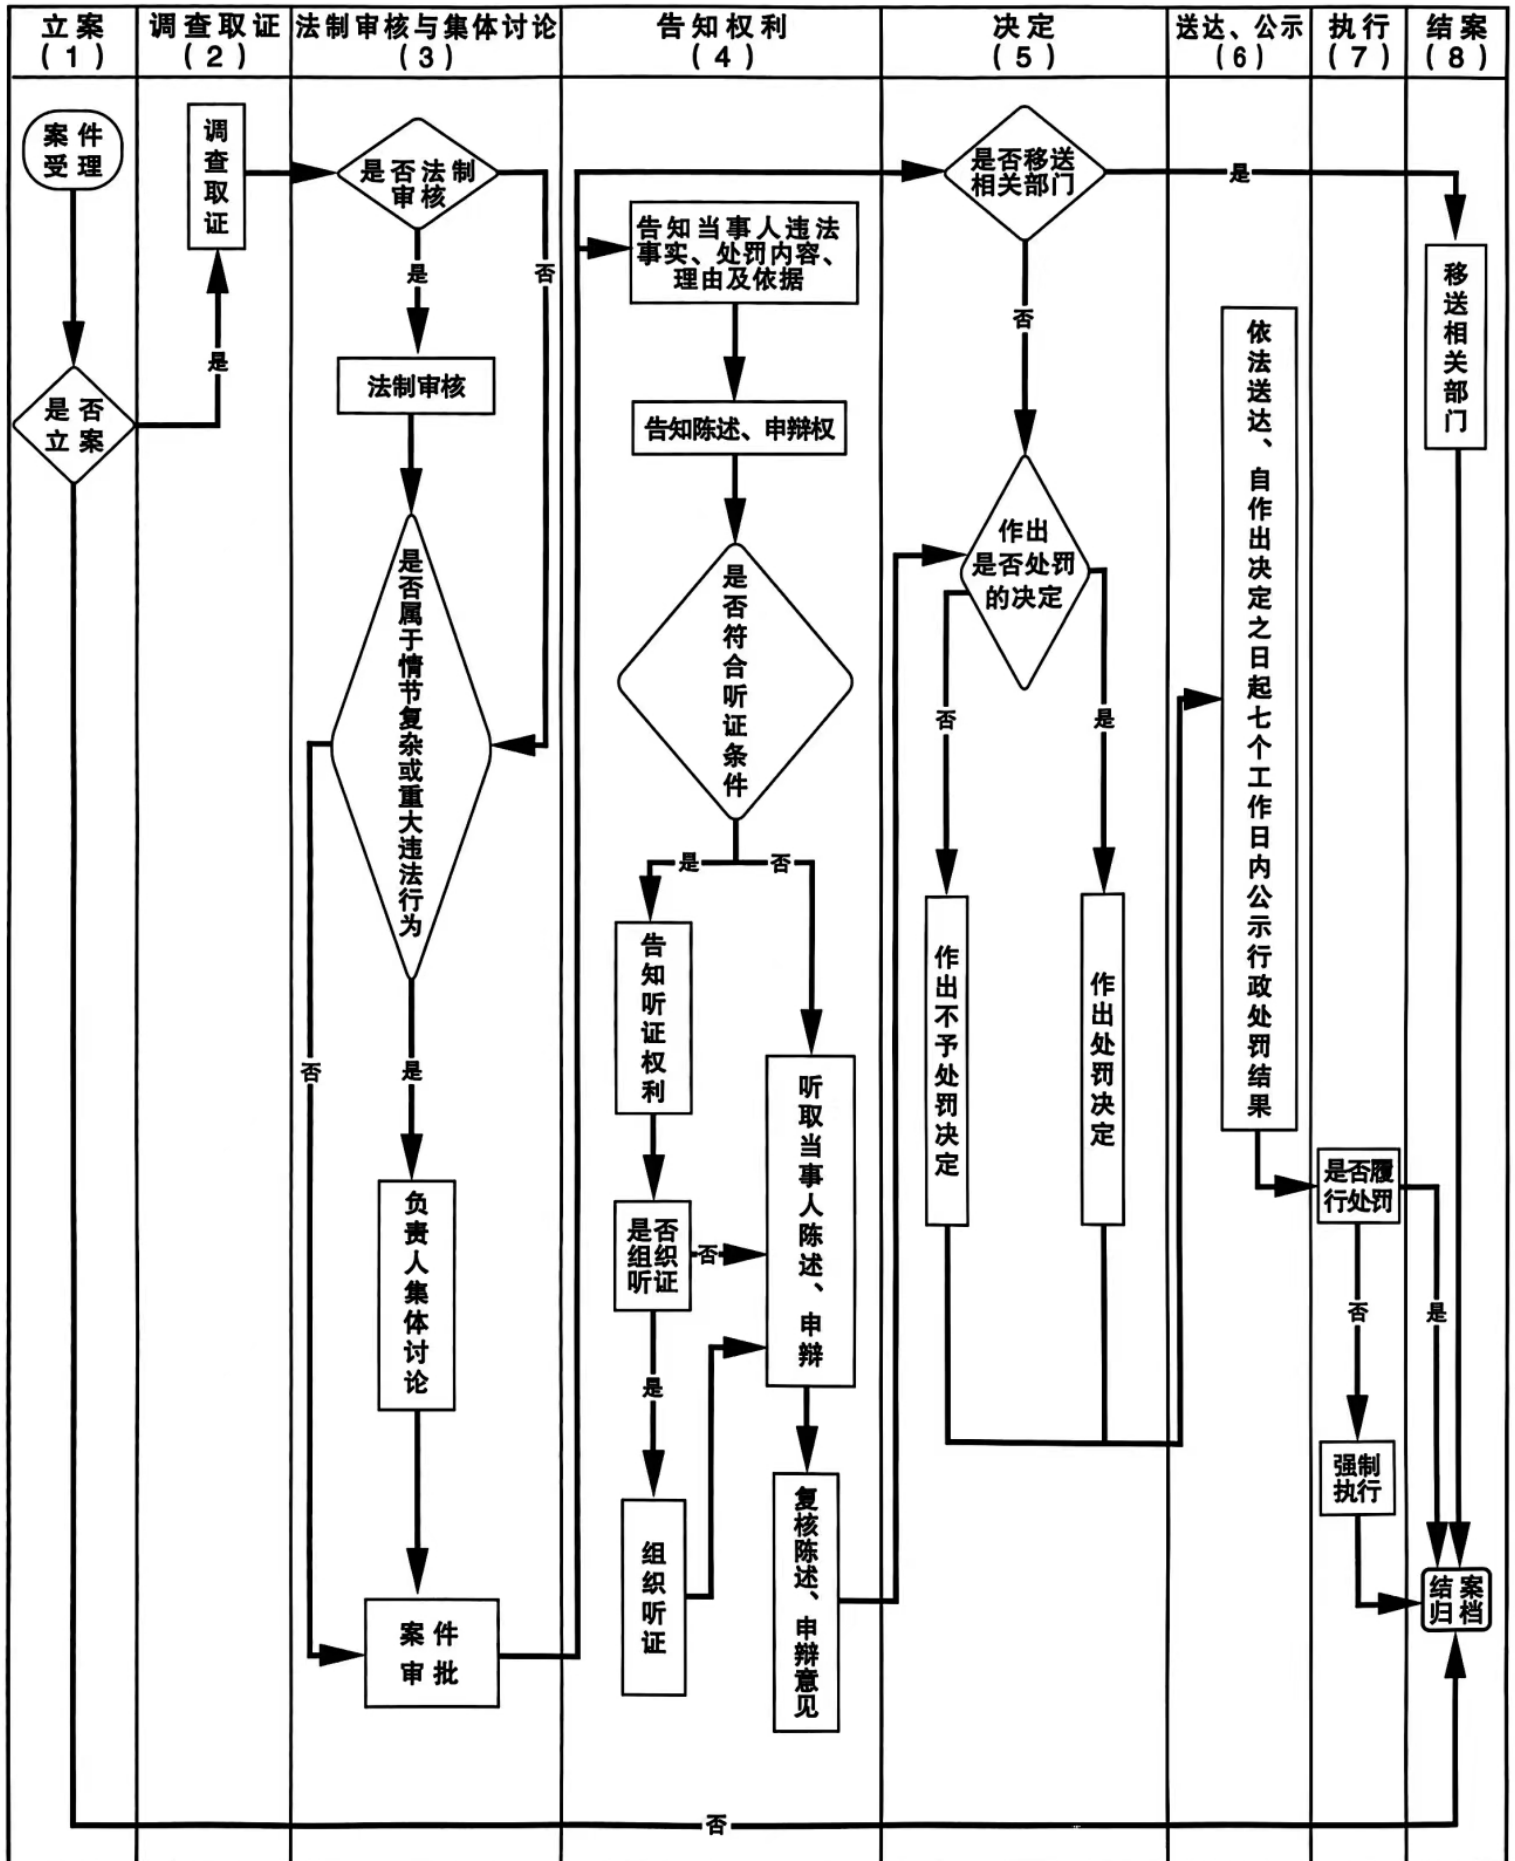 立案
（1）
调查取证
（2）
法制审核与集体讨论
（3）
告知权利
（4）
决定
（5）
送达、公示
（6）
执行
（7）
结案
（8）
案件
受理
是否
立案
是
调查取证
是否法制
审核
是
否
法制审核
是否属于情节复杂或重大违法行为
否
是
负责人集体讨论
案件
审批
告知当事人违法
事实、处罚内容、
理由及依据
告知陈述、申辩权
是否符合听证条件
是
否
告知听证权利
是否
组织
听证
否
是
组织听证
听取当事人陈述、申辩
复核陈述、申辩意见
是否移送
相关部门
是
否
作出
是否处罚
的决定
否
是
作出不予处罚决定
作出处罚决定
依法送达、自作出决定之日起七个工作日内公示行政处罚结果
是否履
行处罚
否
是
强制
执行
移送相关部门
结案
归档
否